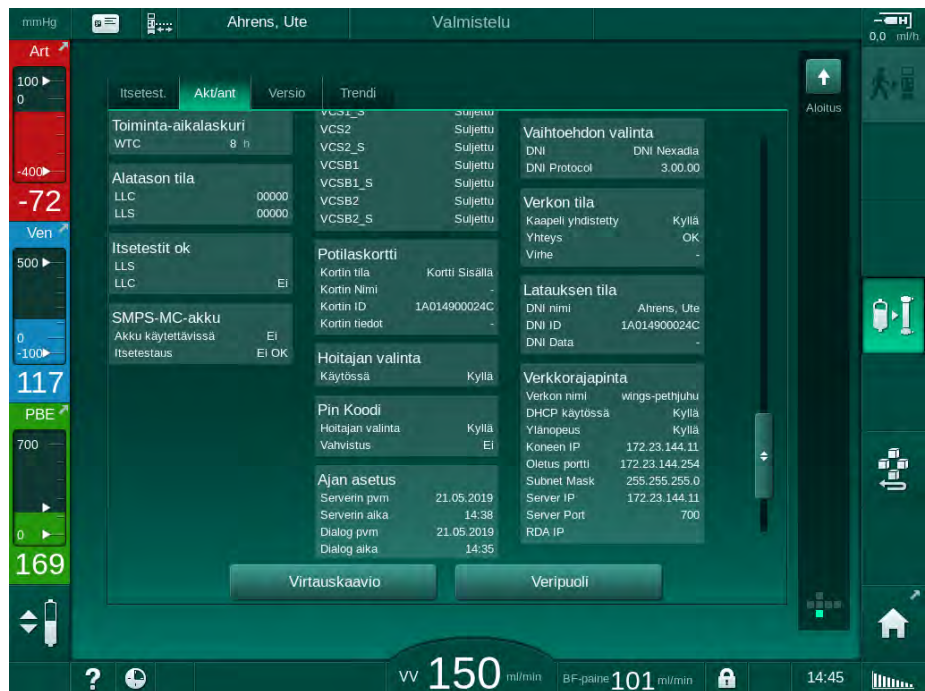 mmHg
Ahrens, Ute
Valmistelu
0,0 ml/h
Art
100
0
-400
-72
Ven
500
0
-100
117
PBE
700
0
169
Itsetest. Akt/ant Versio Trendi
Aloitus
Toiminta-aikalaskuri
WTC 8 h
Alatason tila
LLC 00000
LLS 00000
Itsetestit ok
LLS
LLC Ei
SMPS-MC-akku
Akku käytettävissä Ei
Itsetestaus Ei OK
VCS1_S Suljettu
VCS2 Suljettu
VCS2_S Suljettu
VCSB1 Suljettu
VCSB1_S Suljettu
VCSB2 Suljettu
VCSB2_S Suljettu
Potilaskortti
Kortin tila Kortti Sisällä
Kortin Nimi -
Kortin ID 1A014900024C
Kortin tiedot -
Hoitajan valinta
Käytössä Kyllä
Pin Koodi
Hoitajan valinta Kyllä
Vahvistus Ei
Ajan asetus
Serverin pvm 21.05.2019
Serverin aika 14:38
Dialog pvm 21.05.2019
Dialog aika 14:35
Vaihtoehdon valinta
DNI DNI Nexadia
DNI Protocol 3.00.00
Verkon tila
Kaapeli yhdistetty Kyllä
Yhteys OK
Virhe -
Latauksen tila
DNI nimi Ahrens, Ute
DNI ID 1A014900024C
DNI Data -
Verkkorajapinta
Verkon nimi wings-pethjuhu
DHCP käytössä Kyllä
Ylänopeus Kyllä
Koneen IP 172.23.144.11
Oletus portti 172.23.144.254
Subnet Mask 255.255.255.0
Server IP 172.23.144.11
Server Port 700
RDA IP
Virtauskaavio
Veripuoli
?
VV 150 ml/min
BF-paine 101 ml/min
14:45